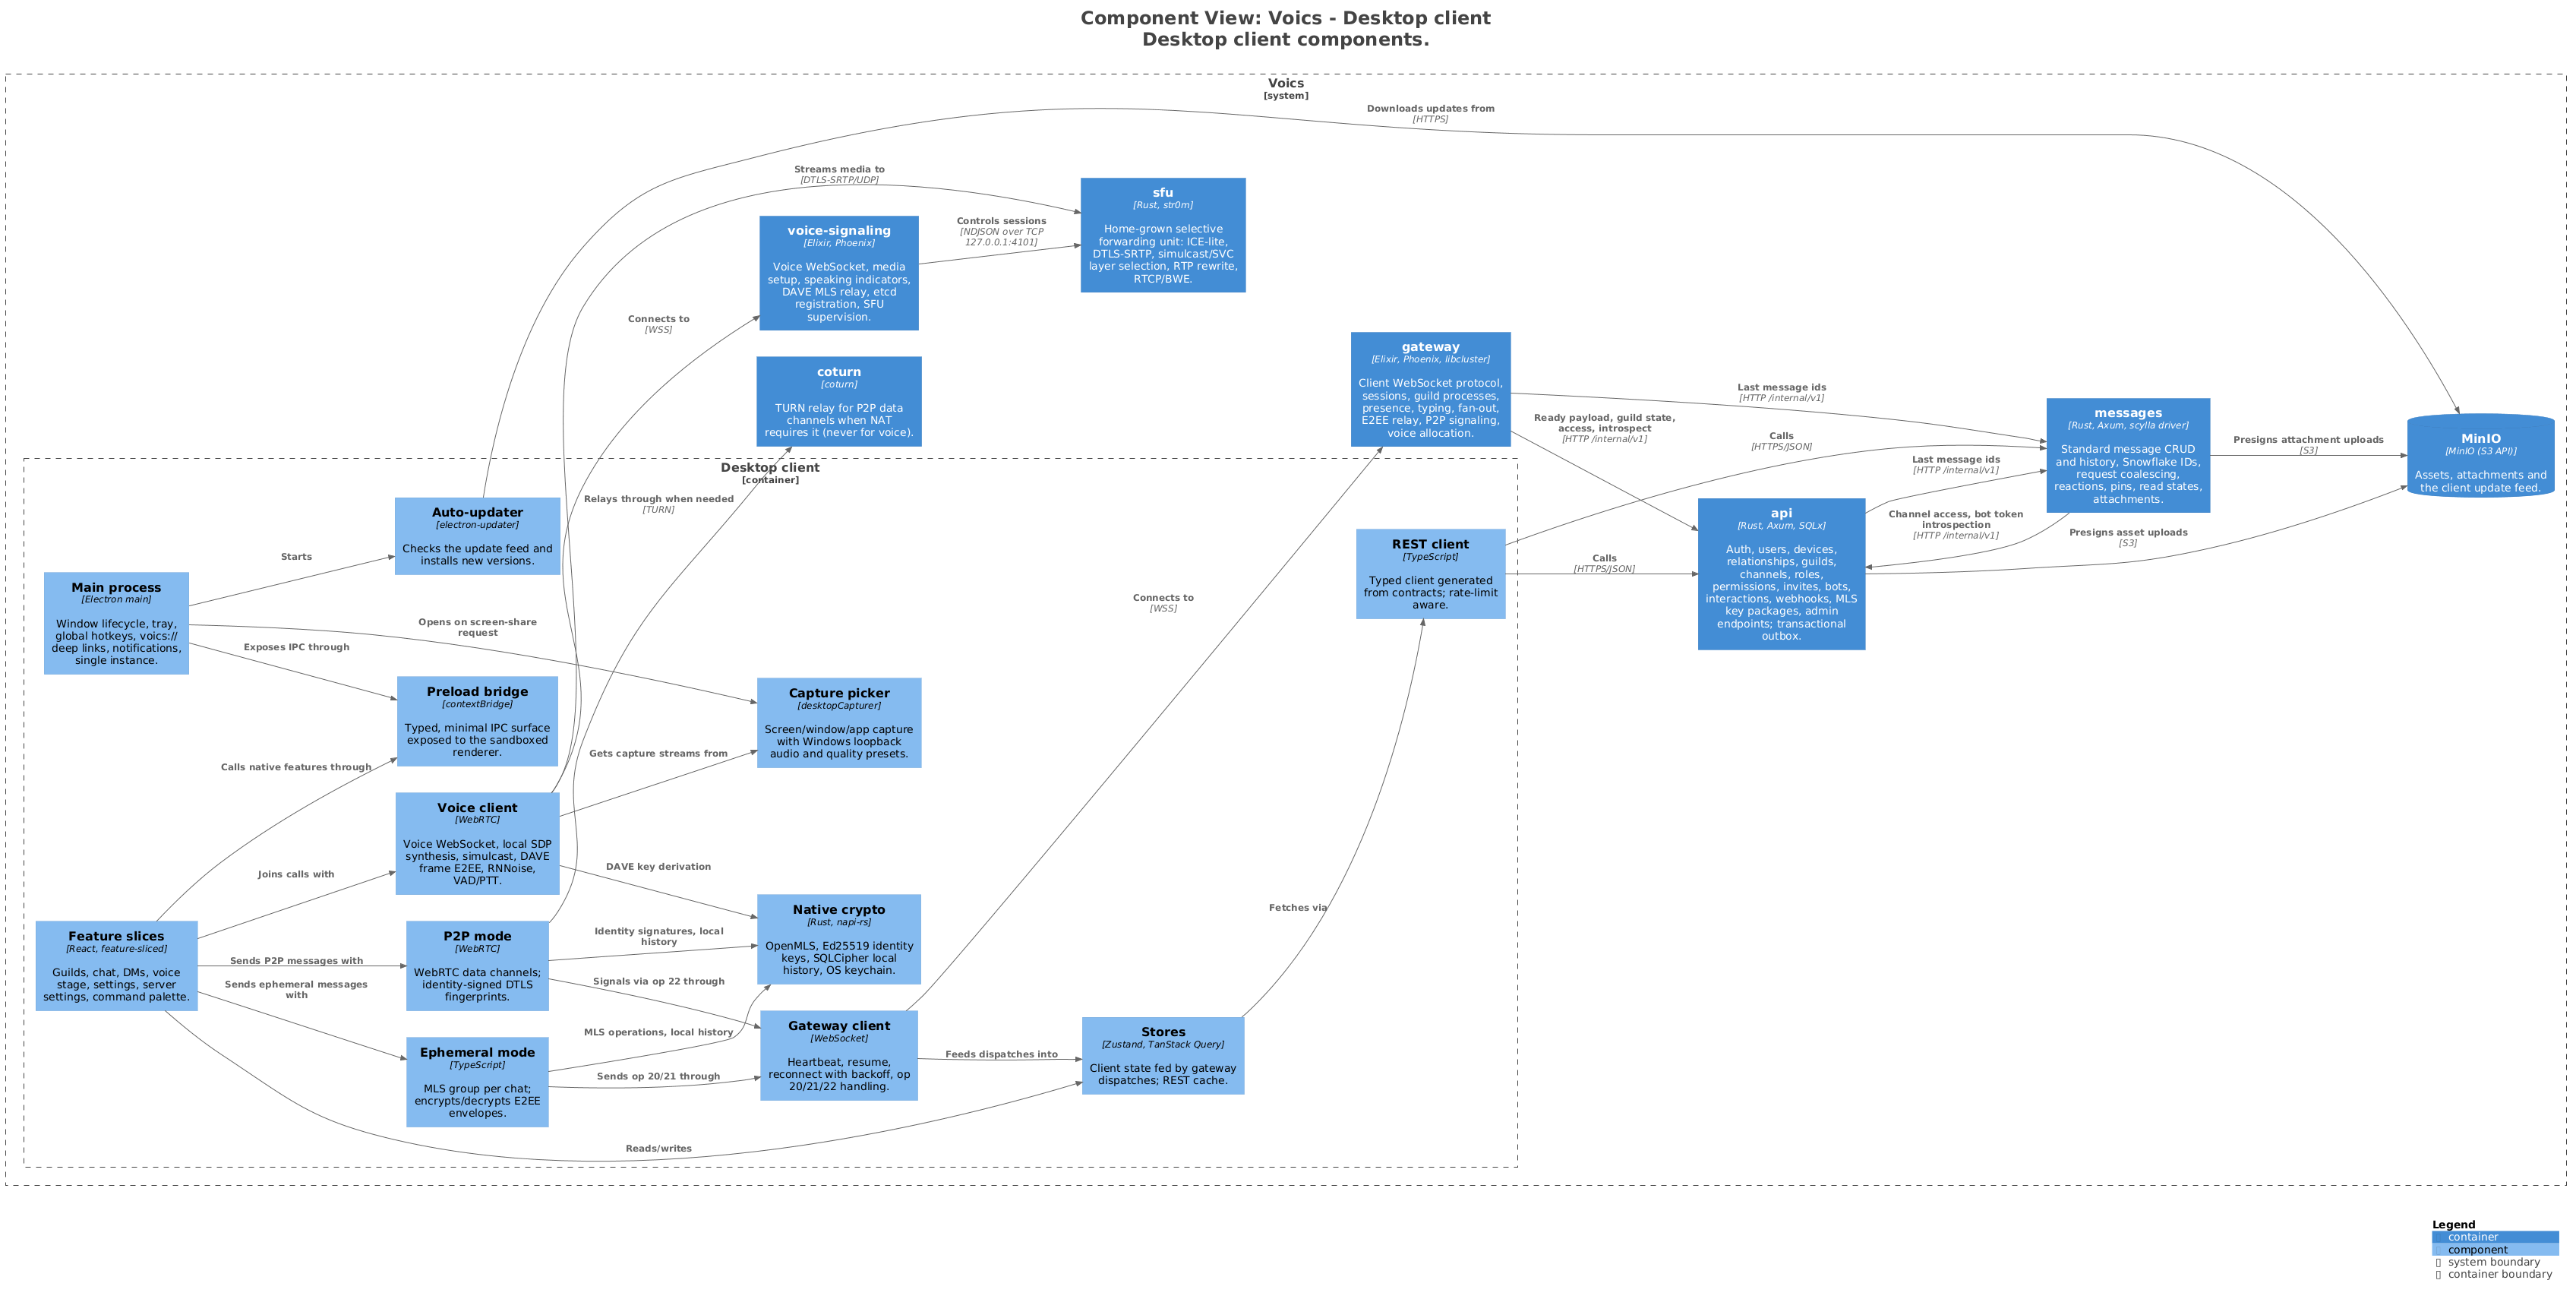 Component View: Voics - Desktop client
Desktop client components.
Voics
[system]
Downloads updates from
[HTTPS]
Streams media to
[DTLS-SRTP/UDP]
sfu
[Rust, str0m]
Home-grown selective
forwarding unit: ICE-lite,
DTLS-SRTP, simulcast/SVC
layer selection, RTP rewrite,
RTCP/BWE.
voice-signaling
[Elixir, Phoenix]
Voice WebSocket, media
setup, speaking indicators,
DAVE MLS relay, etcd
registration, SFU
supervision.
Controls sessions
[NDJSON over TCP
127.0.0.1:4101]
Connects to
[WSS]
coturn
[coturn]
TURN relay for P2P data
channels when NAT
requires it (never for voice).
gateway
[Elixir, Phoenix, libcluster]
Client WebSocket protocol,
sessions, guild processes,
presence, typing, fan-out,
E2EE relay, P2P signaling,
voice allocation.
Last message ids
[HTTP /internal/v1]
Ready payload, guild state,
access, introspect
[HTTP /internal/v1]
Calls
[HTTPS/JSON]
messages
[Rust, Axum, scylla driver]
Standard message CRUD
and history, Snowflake IDs,
request coalescing,
reactions, pins, read states,
attachments.
Presigns attachment uploads
[S3]
MinIO
[MinIO (S3 API)]
Assets, attachments and
the client update feed.
Last message ids
[HTTP /internal/v1]
Channel access, bot token
introspection
[HTTP /internal/v1]
Presigns asset uploads
[S3]
api
[Rust, Axum, SQLx]
Auth, users, devices,
relationships, guilds,
channels, roles,
permissions, invites, bots,
interactions, webhooks, MLS
key packages, admin
endpoints; transactional
outbox.
Desktop client
[container]
Relays through when needed
[TURN]
Auto-updater
[electron-updater]
Checks the update feed and
installs new versions.
Starts
Main process
[Electron main]
Window lifecycle, tray,
global hotkeys, voics://
deep links, notifications,
single instance.
Opens on screen-share
request
Exposes IPC through
REST client
[TypeScript]
Typed client generated
from contracts; rate-limit
aware.
Calls
[HTTPS/JSON]
Connects to
[WSS]
Preload bridge
[contextBridge]
Typed, minimal IPC surface
exposed to the sandboxed
renderer.
Capture picker
[desktopCapturer]
Screen/window/app capture
with Windows loopback
audio and quality presets.
Calls native features through
Gets capture streams from
Voice client
[WebRTC]
Voice WebSocket, local SDP
synthesis, simulcast, DAVE
frame E2EE, RNNoise,
VAD/PTT.
Joins calls with
DAVE key derivation
Fetches via
Feature slices
[React, feature-sliced]
Guilds, chat, DMs, voice
stage, settings, server
settings, command palette.
Sends P2P messages with
Sends ephemeral messages
with
P2P mode
[WebRTC]
WebRTC data channels;
identity-signed DTLS
fingerprints.
Identity signatures, local
history
Signals via op 22 through
Native crypto
[Rust, napi-rs]
OpenMLS, Ed25519 identity
keys, SQLCipher local
history, OS keychain.
Ephemeral mode
[TypeScript]
MLS group per chat;
encrypts/decrypts E2EE
envelopes.
MLS operations, local history
Sends op 20/21 through
Gateway client
[WebSocket]
Heartbeat, resume,
reconnect with backoff, op
20/21/22 handling.
Feeds dispatches into
Stores
[Zustand, TanStack Query]
Client state fed by gateway
dispatches; REST cache.
Reads/writes
Legend
container
component
system boundary
container boundary